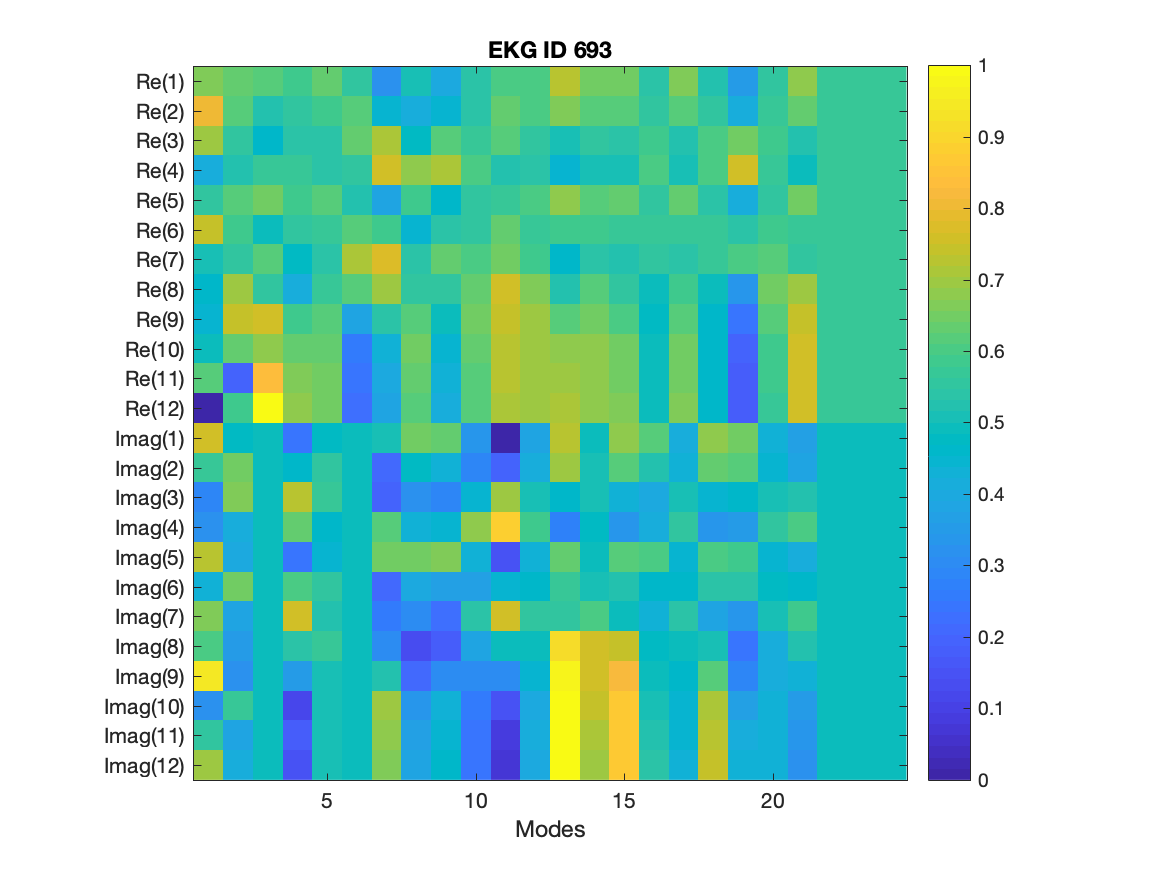 EKG ID 693
Re(1)
Re(2)
Re(3)
Re(4)
Re(5)
Re(6)
Re(7)
Re(8)
Re(9)
Re(10)
Re(11)
Re(12)
Imag(1)
Imag(2)
Imag(3)
Imag(4)
Imag(5)
Imag(6)
Imag(7)
Imag(8)
Imag(9)
Imag(10)
Imag(11)
Imag(12)
5 10 15 20
Modes
1
0.9
0.8
0.7
0.6
0.5
0.4
0.3
0.2
0.1
0